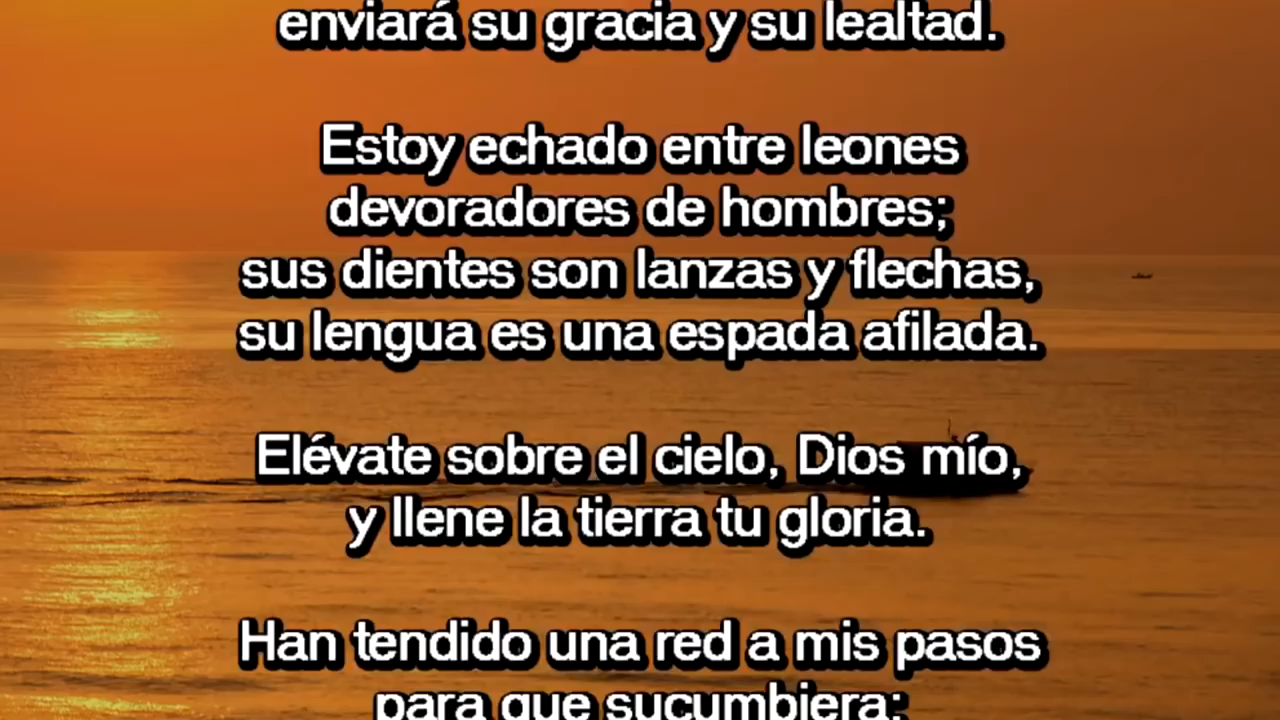 enviará su gracia y su lealtad.
Estoy echado entre leones
devoradores de hombres;
sus dientes son lanzas y flechas,
su lengua es una espada afilada.
Elévate sobre el cielo, Dios mío,
y llene la tierra tu gloria.
Han tendido una red a mis pasos
para que sucumbiera;